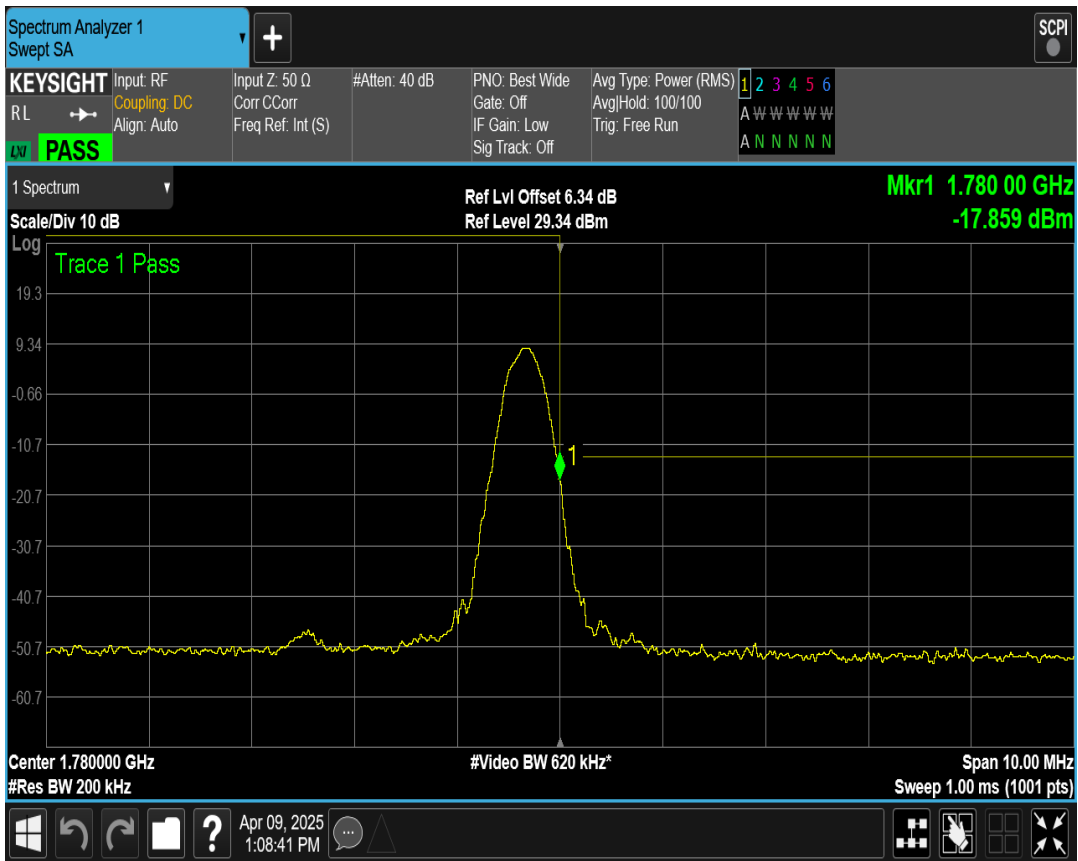 Spectrum Analyzer 1
Swept SA
+
SCPI
KEYSIGHT
RL
LXI PASS
Input: RF
Coupling: DC
Align: Auto
Input Z: 50 Ω
Corr CCorr
Freq Ref: Int (S)
#Atten: 40 dB
PNO: Best Wide
Gate: Off
IF Gain: Low
Sig Track: Off
Avg Type: Power (RMS)
Avg|Hold: 100/100
Trig: Free Run
1 2 3 4 5 6
A W W W W W
A N N N N N
1 Spectrum
Scale/Div 10 dB
Ref Lvl Offset 6.34 dB
Ref Level 29.34 dBm
Mkr1 1.780 00 GHz
-17.859 dBm
Log
Trace 1 Pass
19.3
9.34
-0.66
-10.7
1
-20.7
-30.7
-40.7
-50.7
-60.7
Center 1.780000 GHz
#Res BW 200 kHz
#Video BW 620 kHz*
Span 10.00 MHz
Sweep 1.00 ms (1001 pts)
?
Apr 09, 2025
1:08:41 PM